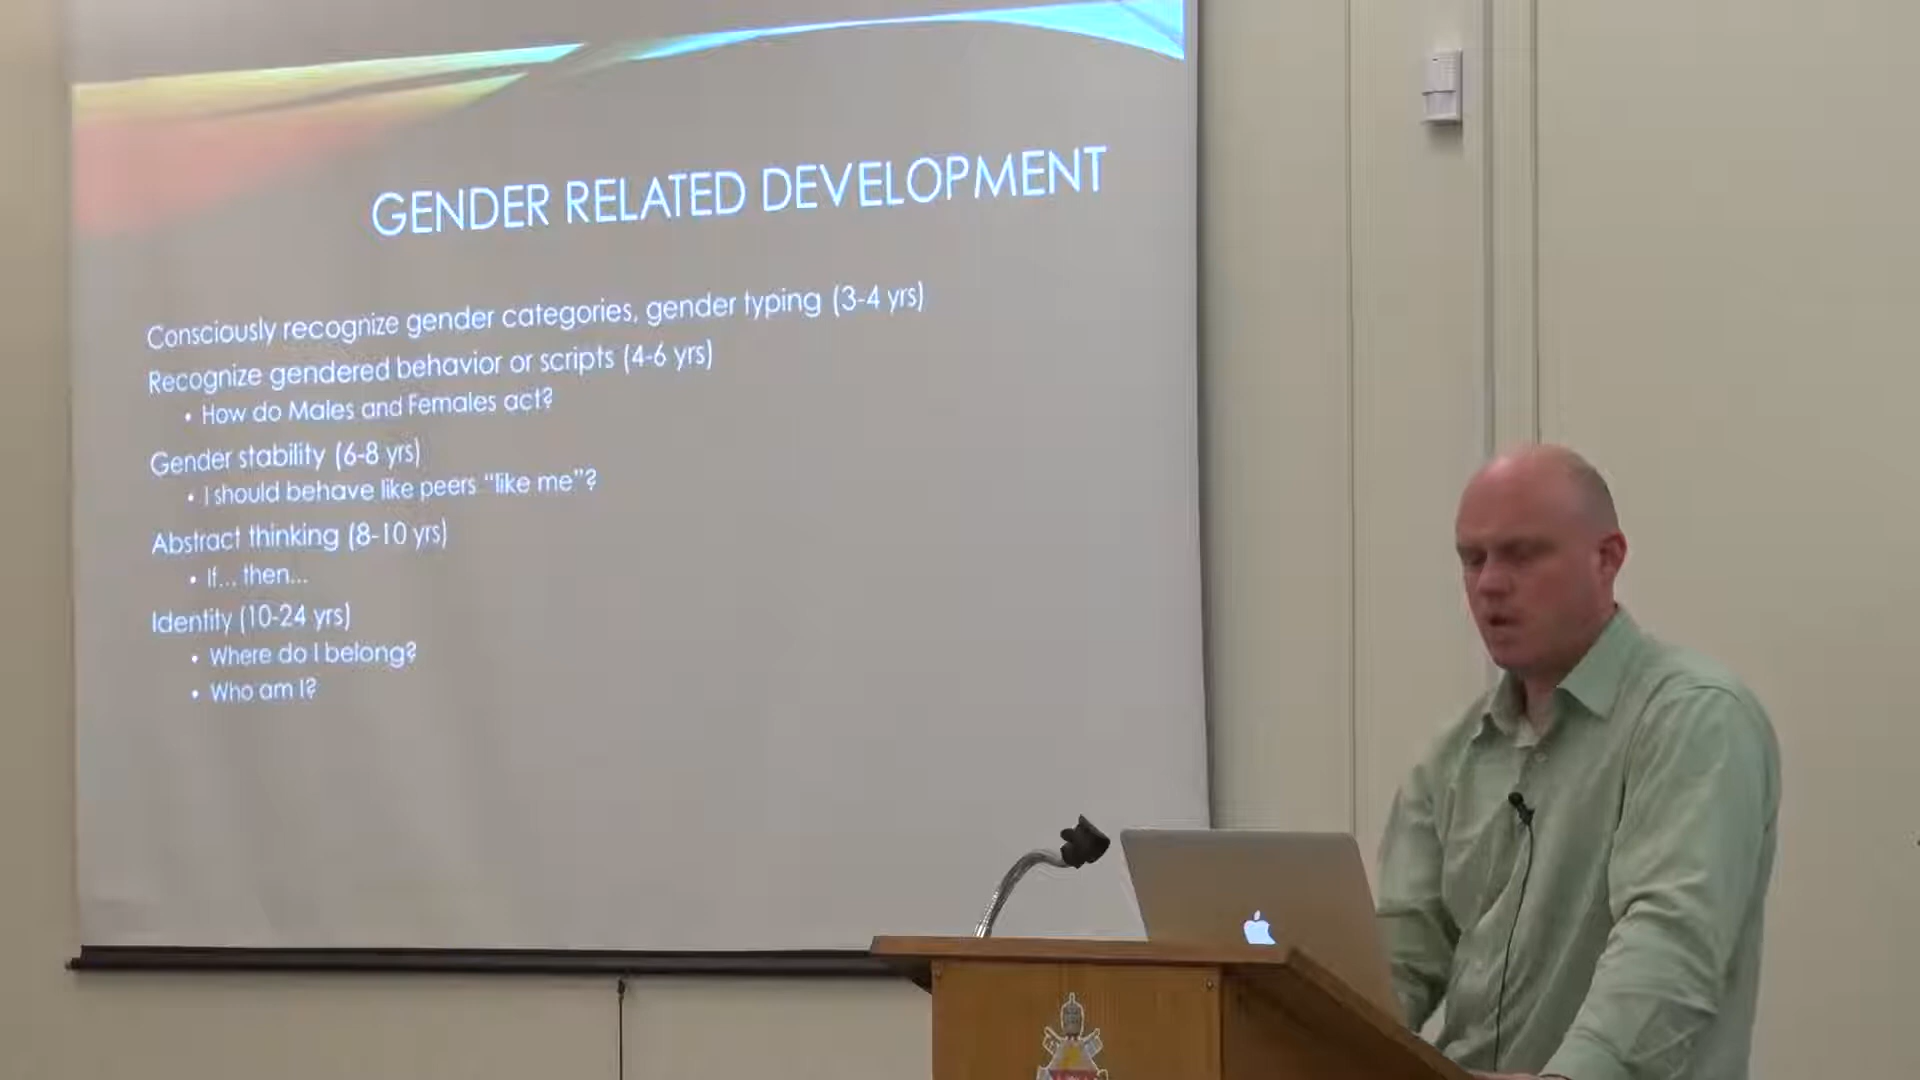 GENDER RELATED DEVELOPMENT
Consciously recognize gender categories, gender typing (3-4 yrs)
Recognize gendered behavior or scripts (4-6 yrs)
• How do Males and Females act?
Gender stability (6-8 yrs)
• I should behave like peers “like me”?
Abstract thinking (8-10 yrs)
• If... then...
Identity (10-24 yrs)
• Where do I belong?
• Who am I?